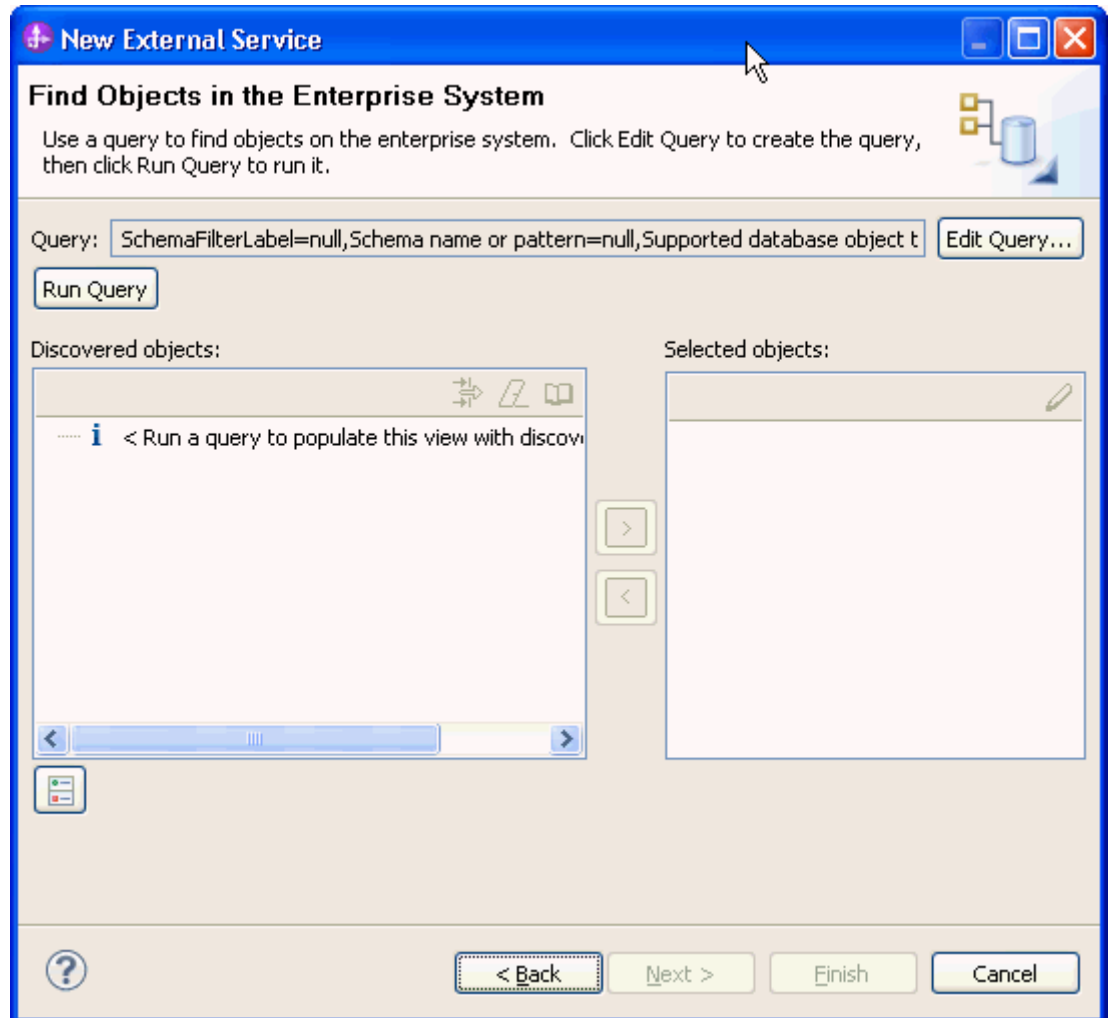 New External Service
Find Objects in the Enterprise System
Use a query to find objects on the enterprise system. Click Edit Query to create the query,
then click Run Query to run it.
Query: SchemaFilterLabel=null,Schema name or pattern=null,Supported database object t Edit Query...
Run Query
Discovered objects: Selected objects:
< Run a query to populate this view with discov
> 
<
< Back Next > Finish Cancel